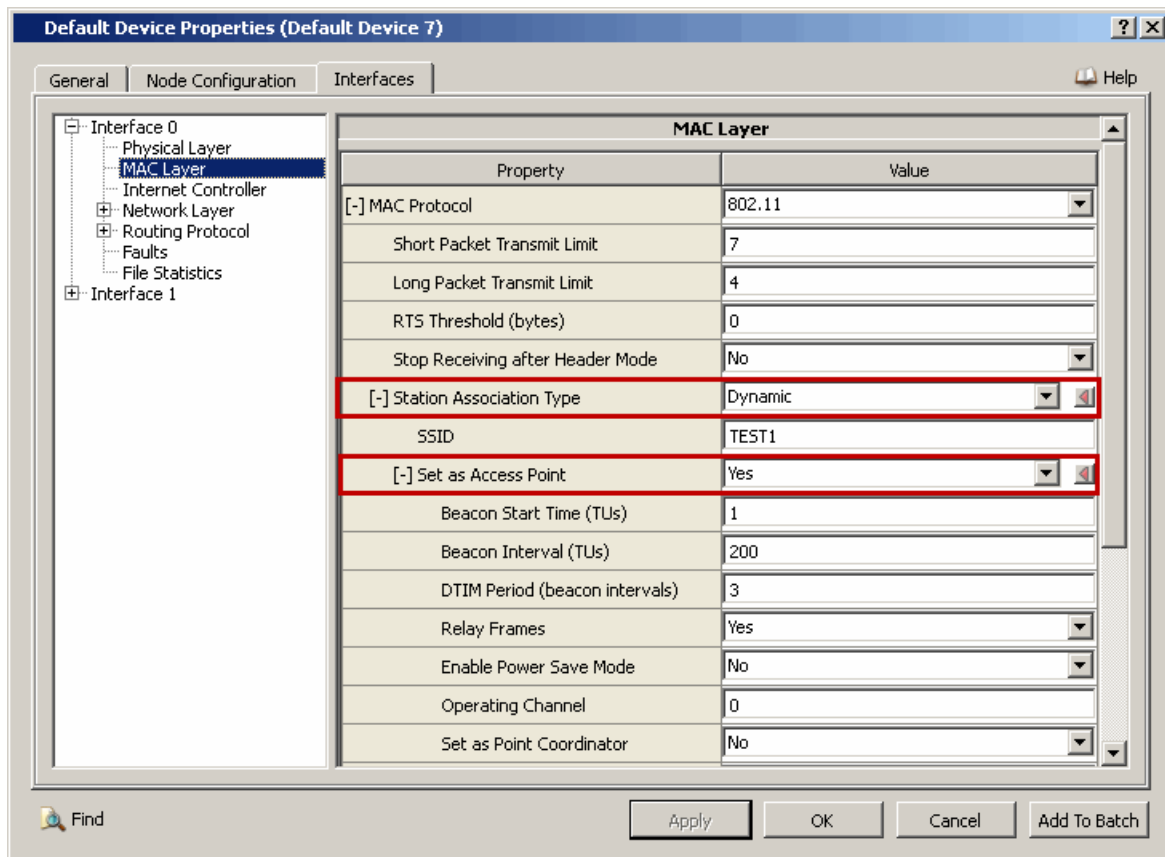 Default Device Properties (Default Device 7)
General Node Configuration Interfaces Help
Interface 0
Physical Layer
MAC Layer
Internet Controller
Network Layer
Routing Protocol
Faults
File Statistics
Interface 1
MAC Layer
Property Value
[-] MAC Protocol 802.11
Short Packet Transmit Limit 7
Long Packet Transmit Limit 4
RTS Threshold (bytes) 0
Stop Receiving after Header Mode No
[-] Station Association Type Dynamic
SSID TEST1
[-] Set as Access Point Yes
Beacon Start Time (TUs) 1
Beacon Interval (TUs) 200
DTIM Period (beacon intervals) 3
Relay Frames Yes
Enable Power Save Mode No
Operating Channel 0
Set as Point Coordinator No
Find Apply OK Cancel Add To Batch